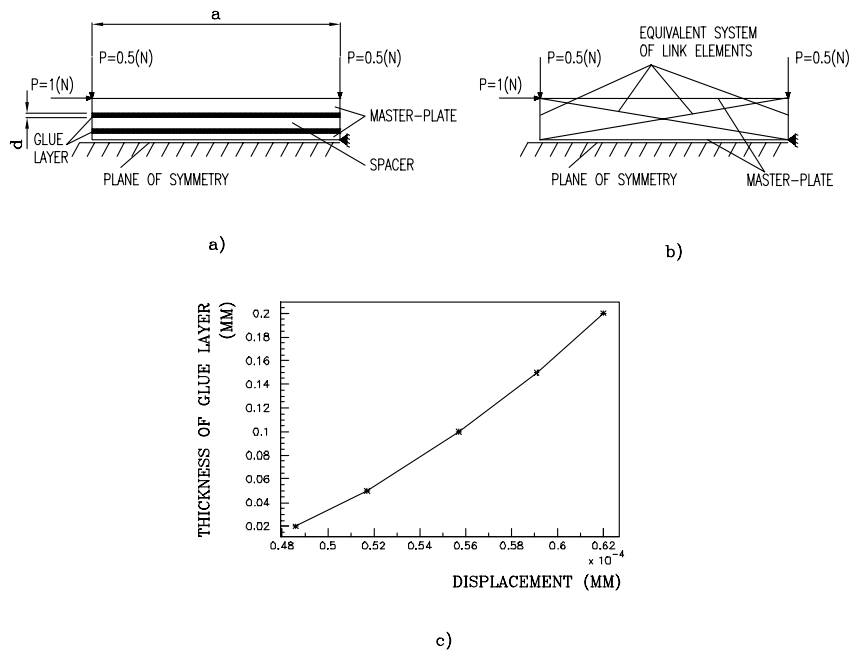 a
P=0.5(N)
P=0.5(N)
P=1(N)
d
GLUE
LAYER
MASTER-PLATE
SPACER
PLANE OF SYMMETRY
a)
EQUIVALENT SYSTEM
OF LINK ELEMENTS
P=0.5(N)
P=0.5(N)
P=1(N)
PLANE OF SYMMETRY
MASTER-PLATE
b)
THICKNESS OF GLUE LAYER
(MM)
0.2
0.18
0.16
0.14
0.12
0.1
0.08
0.06
0.04
0.02
0.48 0.5 0.52 0.54 0.56 0.58 0.6 0.62
x 10⁻⁴
DISPLACEMENT (MM)
c)